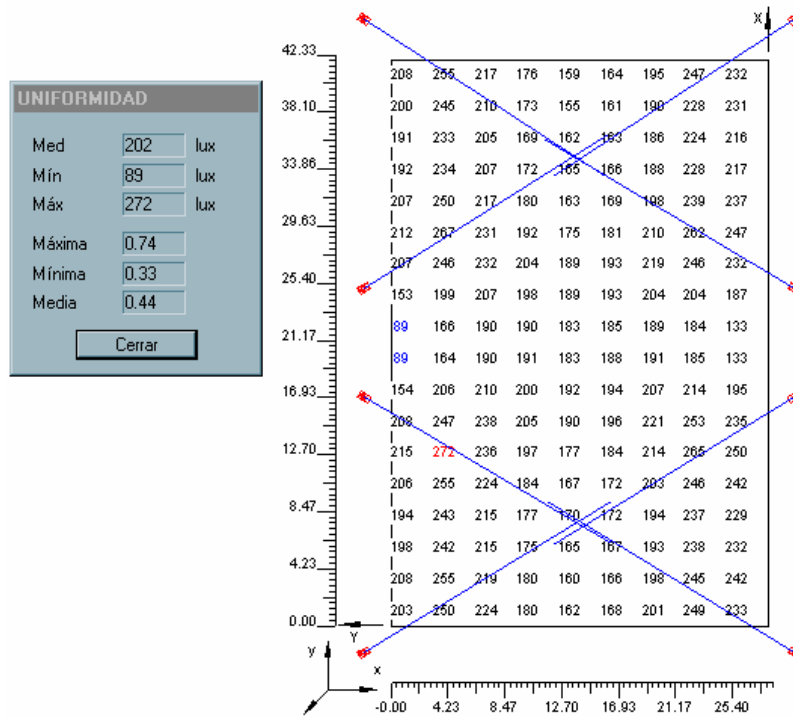 UNIFORMIDAD
Med 202 lux
Mín 89 lux
Máx 272 lux
Máxima 0.74
Mínima 0.33
Media 0.44
Cerrar
X
42.33
208 255 217 176 159 164 195 247 232
38.10
200 245 210 173 155 161 190 228 231
191 233 205 169 162 163 186 224 216
33.86
192 234 207 172 165 166 188 228 217
207 250 217 180 163 169 198 239 237
29.63
212 267 231 192 175 181 210 262 247
207 246 232 204 189 193 219 246 232
25.40
153 199 207 198 189 193 204 204 187
21.17
89 166 190 190 183 185 189 184 133
89 164 190 191 183 188 191 185 133
16.93
154 206 210 200 192 194 207 214 195
208 247 238 205 190 196 221 253 235
12.70
215 272 236 197 177 184 214 265 250
206 255 224 184 167 172 203 246 242
8.47
194 243 215 177 170 172 194 237 229
198 242 215 175 165 167 193 238 232
4.23
208 255 219 180 160 166 198 245 242
203 250 224 180 162 168 201 249 233
0.00
Y
y
x
-0.00 4.23 8.47 12.70 16.93 21.17 25.40